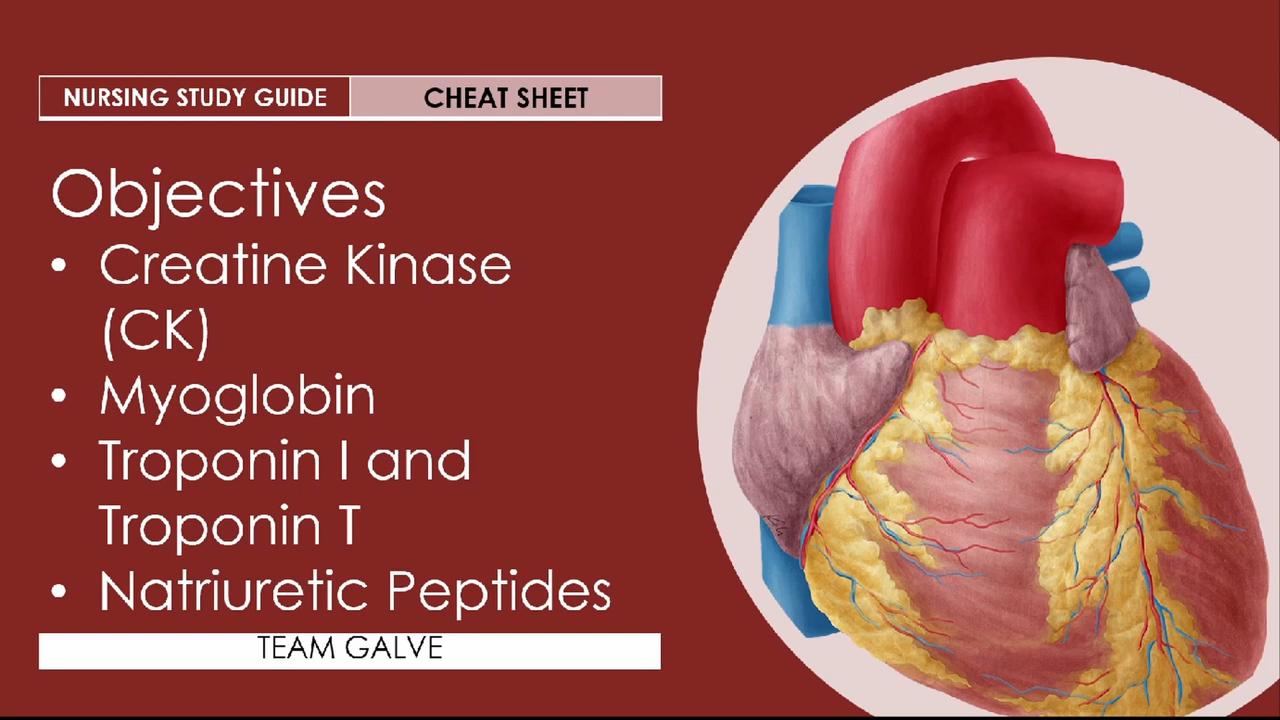 NURSING STUDY GUIDE
CHEAT SHEET
Objectives
• Creatine Kinase
(CK)
• Myoglobin
• Troponin I and
Troponin T
• Natriuretic Peptides
TEAM GALVE